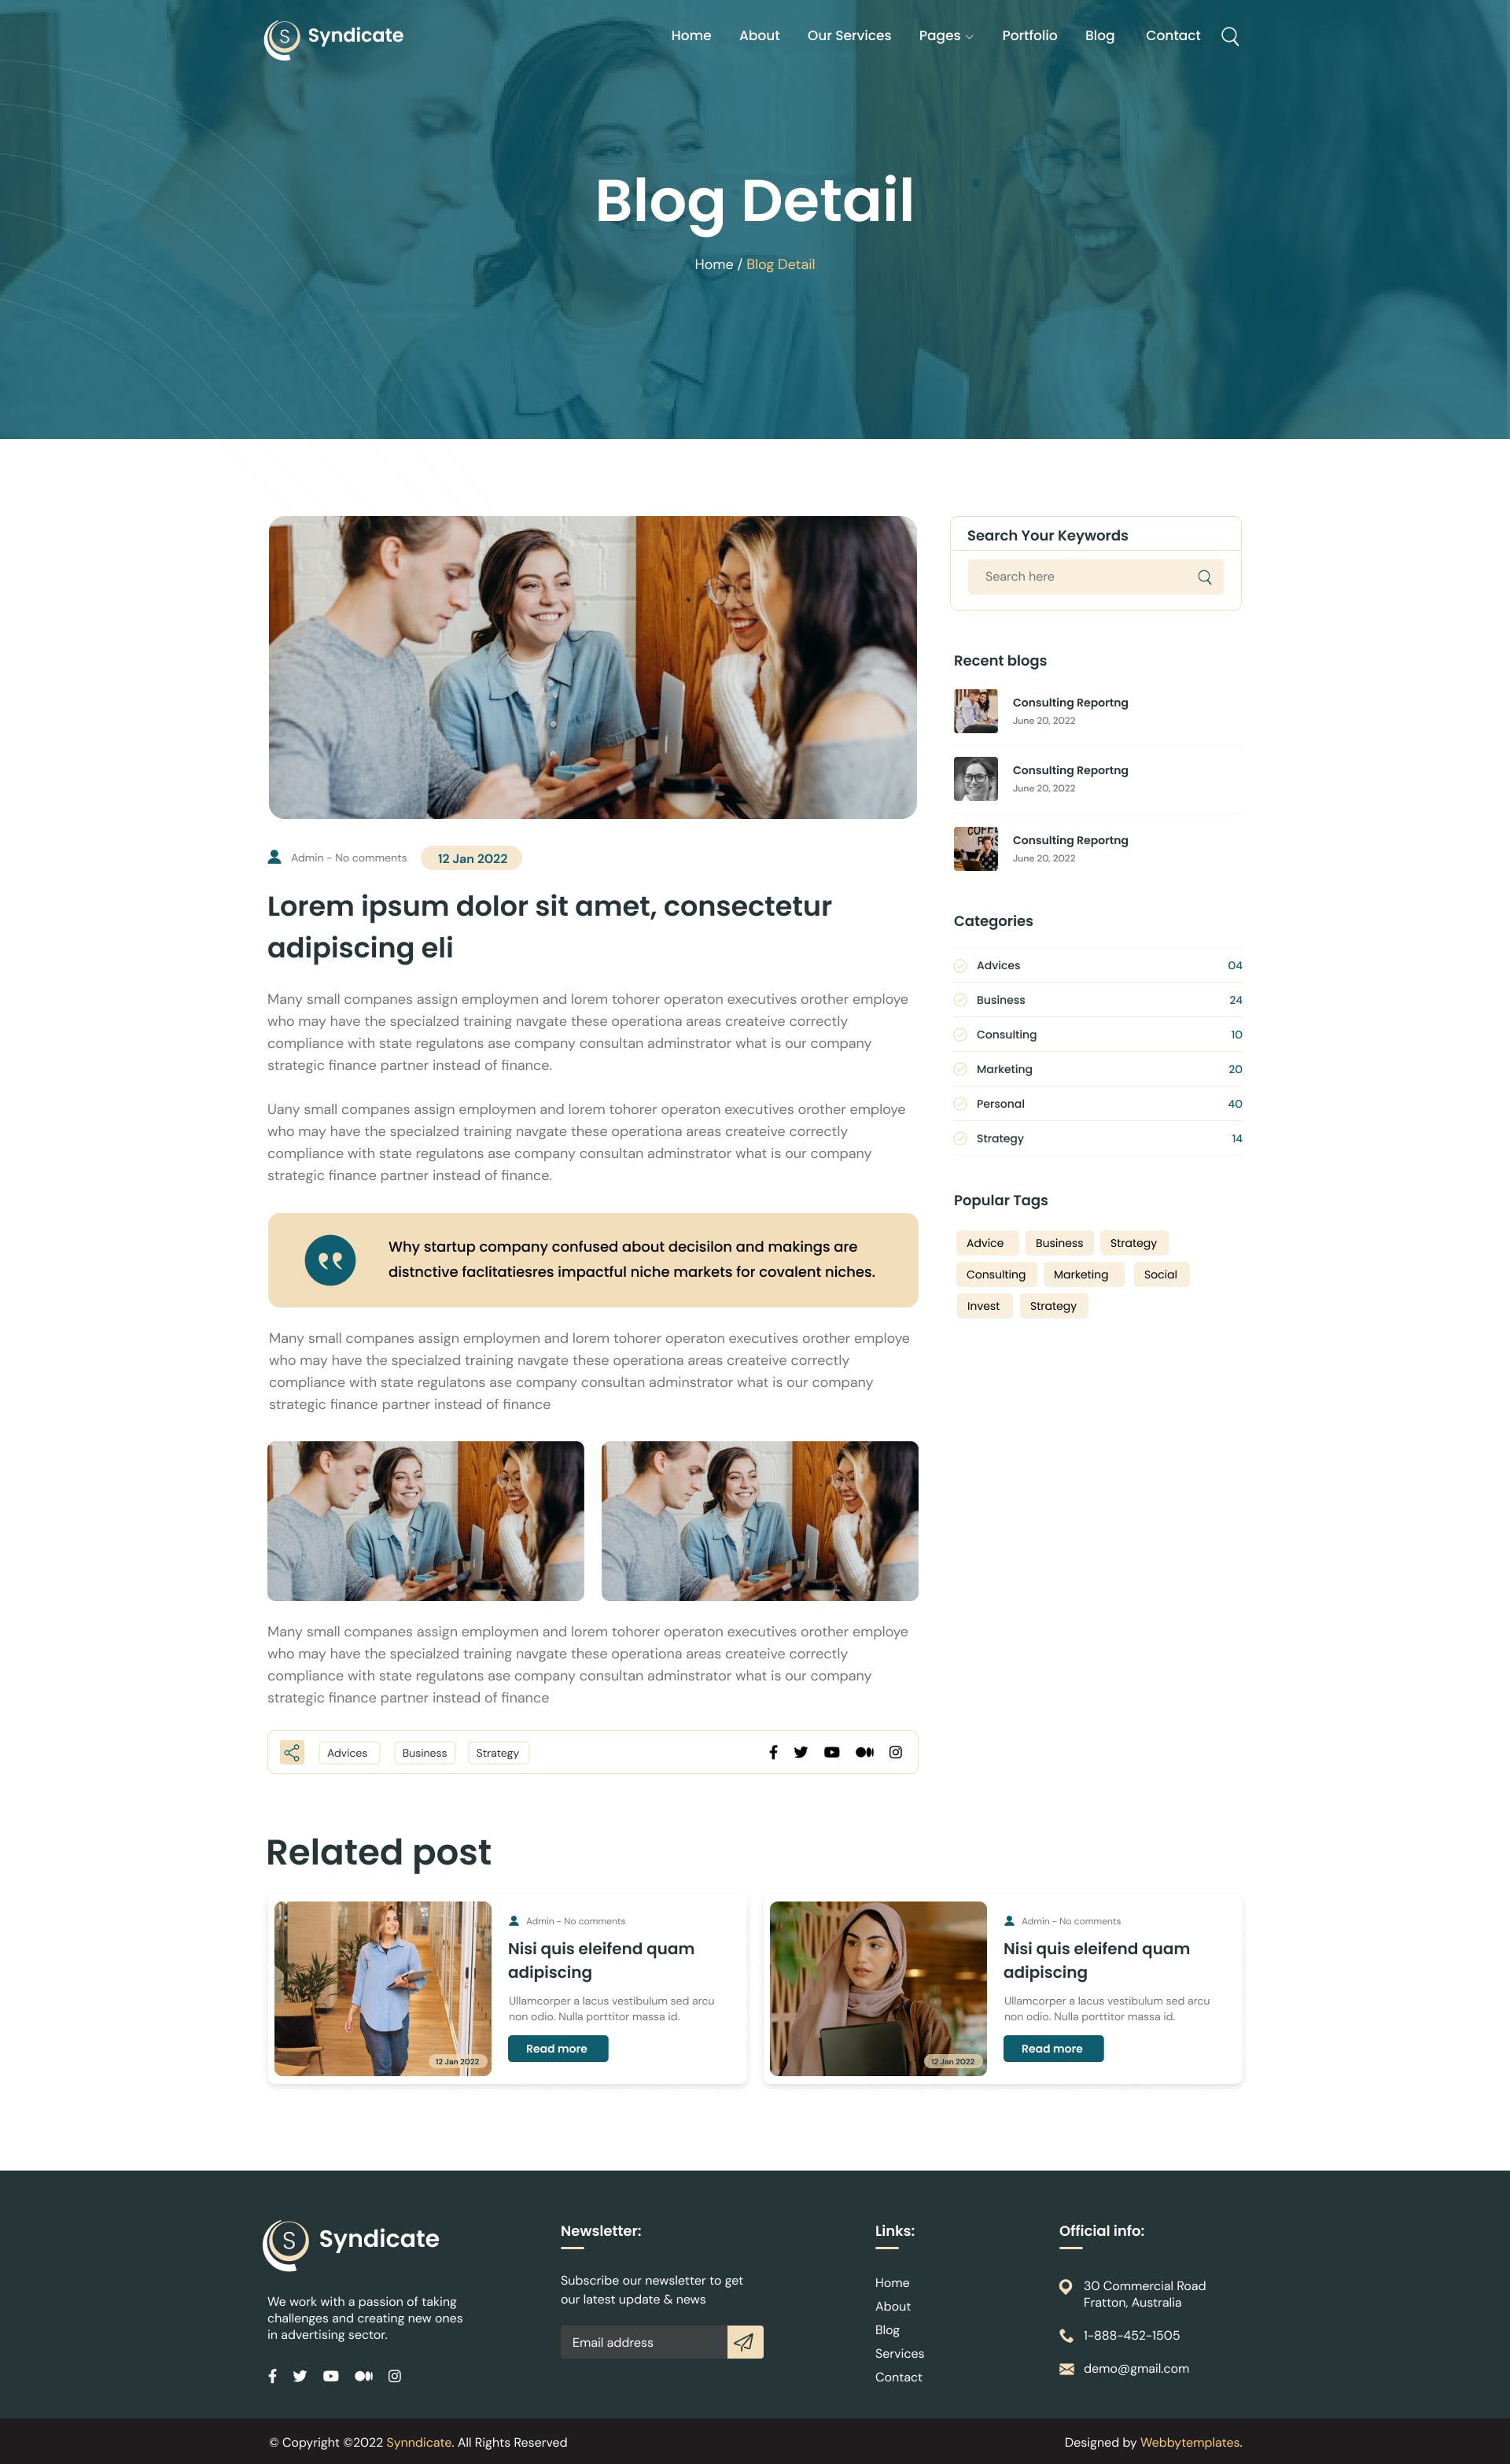 S
Syndicate
Home
About
Our Services
Pages
Portfolio
Blog
Contact
Blog Detail
Home / Blog Detail
Admin - No comments
12 Jan 2022
Lorem ipsum dolor sit amet, consectetur
adipiscing eli
Many small companes assign employmen and lorem tohorer operaton executives orother employe
who may have the specialzed training navgate these operationa areas createive correctly
compliance with state regulatons ase company consultan adminstrator what is our company
strategic finance partner instead of finance.
Uany small companes assign employmen and lorem tohorer operaton executives orother employe
who may have the specialzed training navgate these operationa areas createive correctly
compliance with state regulatons ase company consultan adminstrator what is our company
strategic finance partner instead of finance.
Why startup company confused about decisilon and makings are
distnctive faclitatiesres impactful niche markets for covalent niches.
Many small companes assign employmen and lorem tohorer operaton executives orother employe
who may have the specialzed training navgate these operationa areas createive correctly
compliance with state regulatons ase company consultan adminstrator what is our company
strategic finance partner instead of finance
Many small companes assign employmen and lorem tohorer operaton executives orother employe
who may have the specialzed training navgate these operationa areas createive correctly
compliance with state regulatons ase company consultan adminstrator what is our company
strategic finance partner instead of finance
Advices
Business
Strategy
Search Your Keywords
Search here
Recent blogs
Consulting Reportng
June 20, 2022
Consulting Reportng
June 20, 2022
Consulting Reportng
June 20, 2022
Categories
Advices 04
Business 24
Consulting 10
Marketing 20
Personal 40
Strategy 14
Popular Tags
Advice
Business
Strategy
Consulting
Marketing
Social
Invest
Strategy
Related post
12 Jan 2022
Admin - No comments
Nisi quis eleifend quam
adipiscing
Ullamcorper a lacus vestibulum sed arcu
non odio. Nulla porttitor massa id.
Read more
12 Jan 2022
Admin - No comments
Nisi quis eleifend quam
adipiscing
Ullamcorper a lacus vestibulum sed arcu
non odio. Nulla porttitor massa id.
Read more
S
Syndicate
We work with a passion of taking
challenges and creating new ones
in advertising sector.
Newsletter:
Subscribe our newsletter to get
our latest update & news
Email address
Links:
Home
About
Blog
Services
Contact
Official info:
30 Commercial Road
Fratton, Australia
1-888-452-1505
demo@gmail.com
© Copyright ©2022 Synndicate. All Rights Reserved
Designed by Webbytemplates.